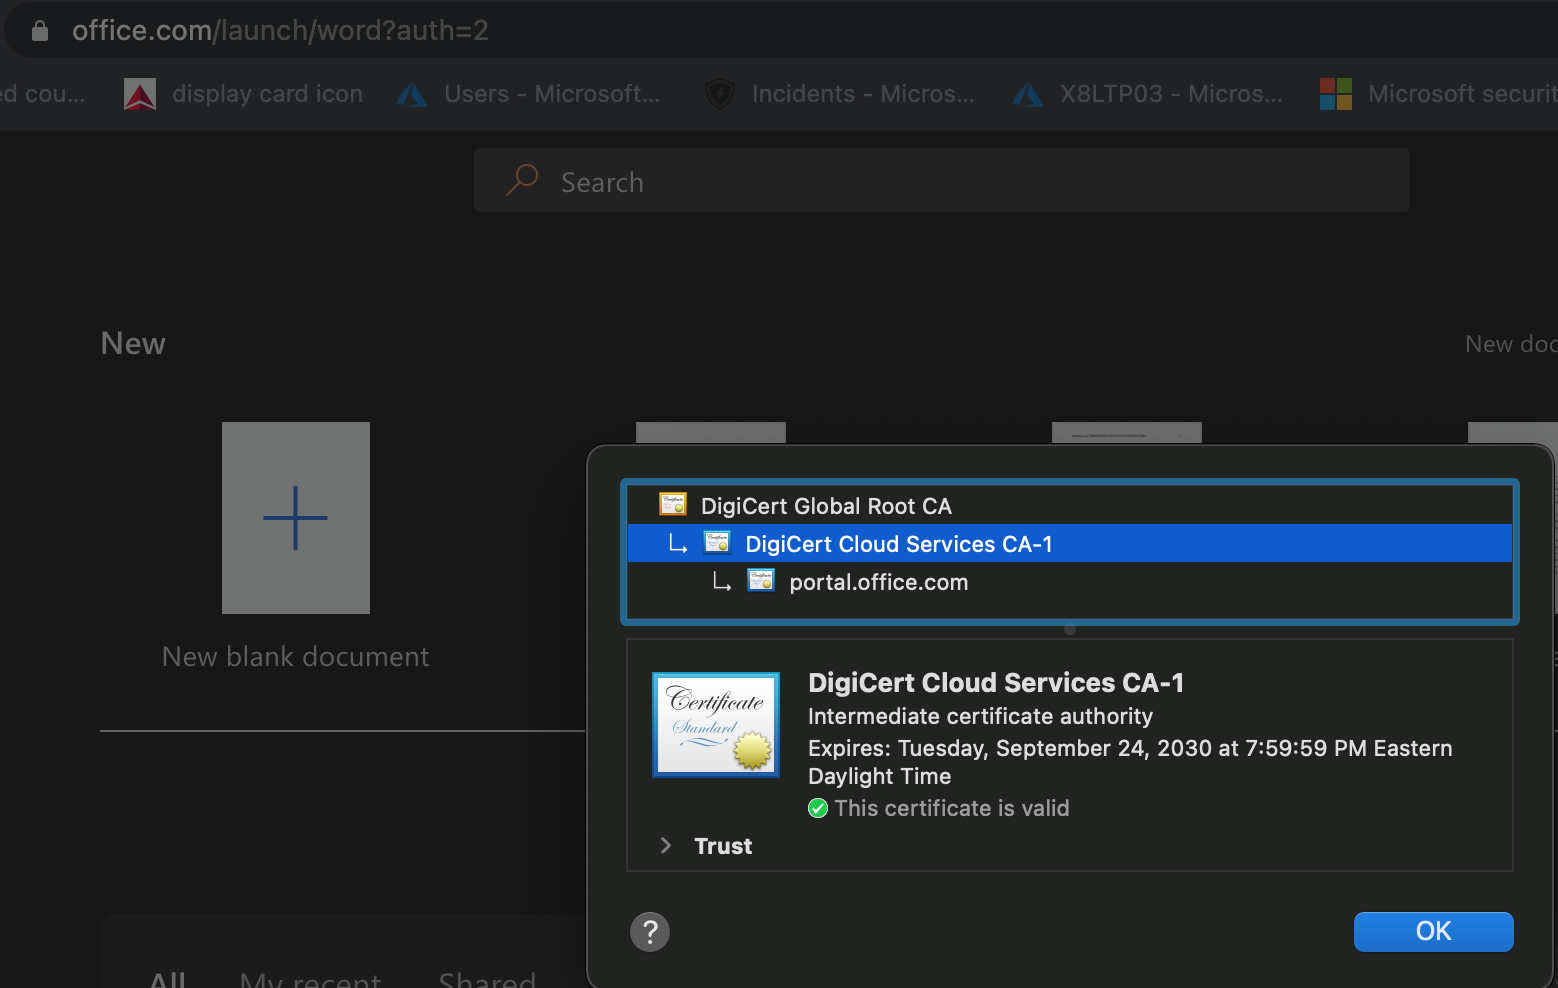 office.com/launch/word?auth=2
ed cou...
display card icon
Users - Microsoft...
Incidents - Micros...
X8LTP03 - Micros...
Microsoft securit
Search
New
New doc
New blank document
DigiCert Global Root CA
DigiCert Cloud Services CA-1
portal.office.com
Certificate
Standard
DigiCert Cloud Services CA-1
Intermediate certificate authority
Expires: Tuesday, September 24, 2030 at 7:59:59 PM Eastern
Daylight Time
This certificate is valid
Trust
?
OK
All
My recent
Shared